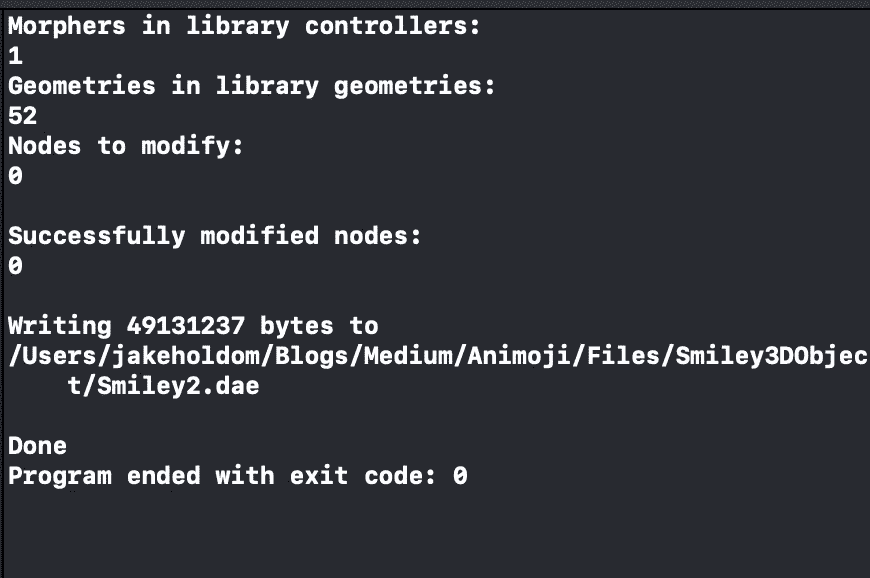 Morphers in library controllers:
1
Geometries in library geometries:
52
Nodes to modify:
0
Successfully modified nodes:
0
Writing 49131237 bytes to
/Users/jakeholdom/Blogs/Medium/Animoji/Files/Smiley3DObjec
t/Smiley2.dae
Done
Program ended with exit code: 0